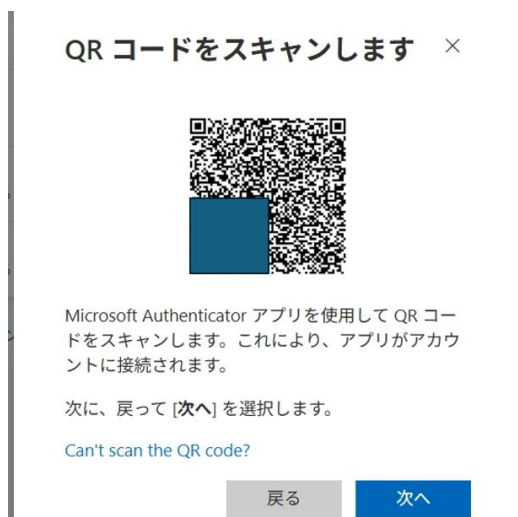 QR コードをスキャンします
Microsoft Authenticator アプリを使用して QR コー
ドをスキャンします。これにより、アプリがアカウ
ントに接続されます。
次に、戻って [次へ] を選択します。
Can't scan the QR code?
戻る
次へ